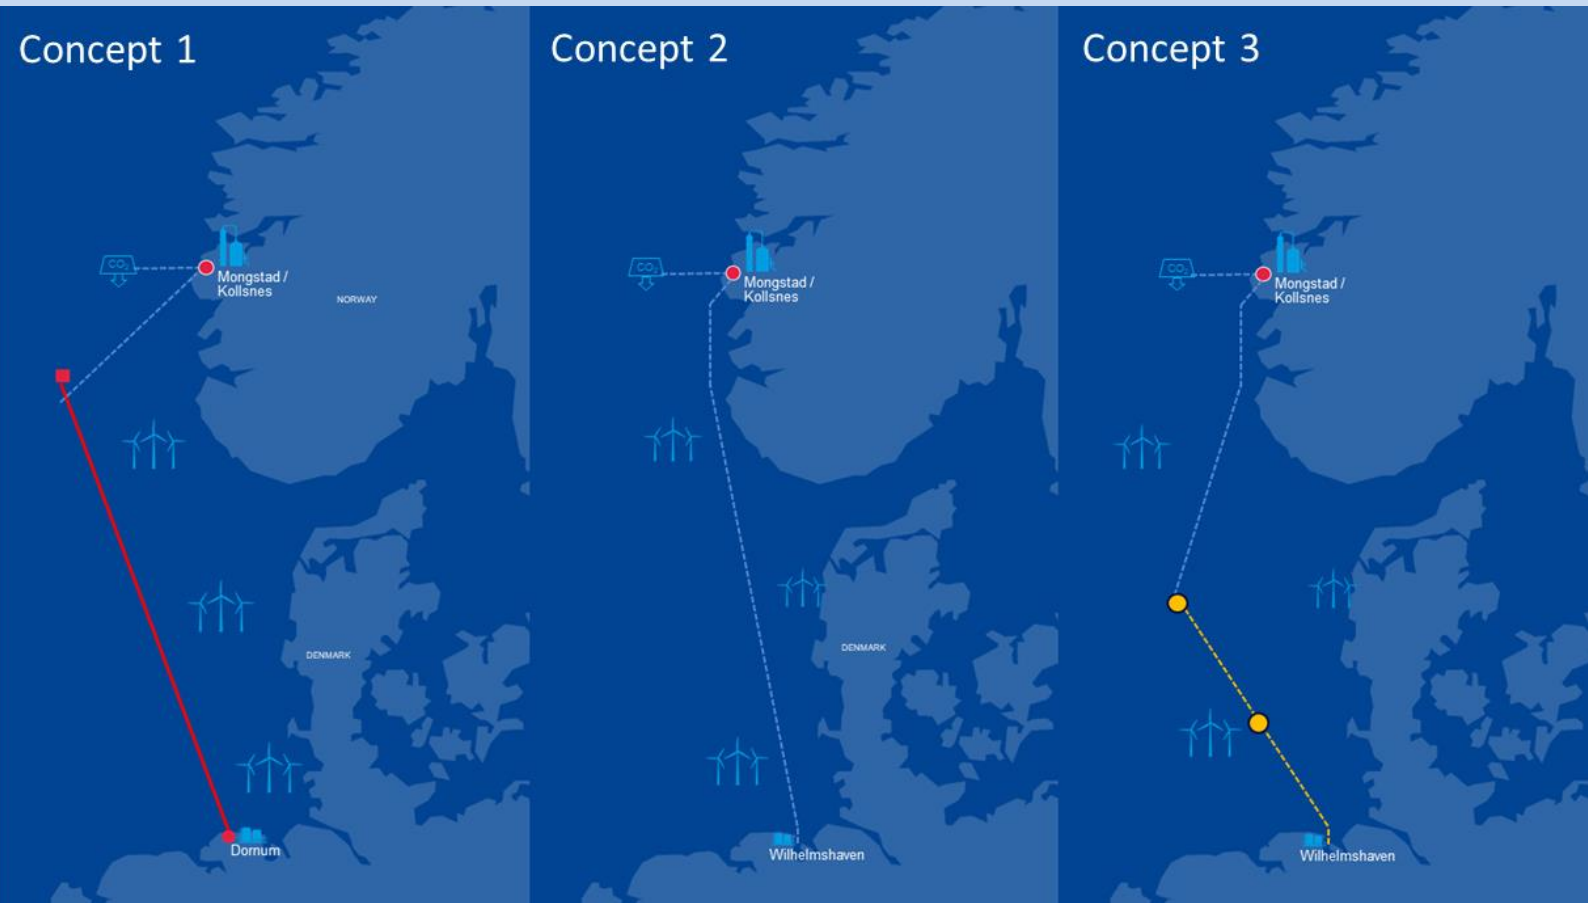 Concept 1
CO₂
Mongstad /
Kollsnes
NORWAY
DENMARK
Dornum
Concept 2
CO₂
Mongstad /
Kollsnes
DENMARK
Wilhelmshaven
Concept 3
CO₂
Mongstad /
Kollsnes
Wilhelmshaven